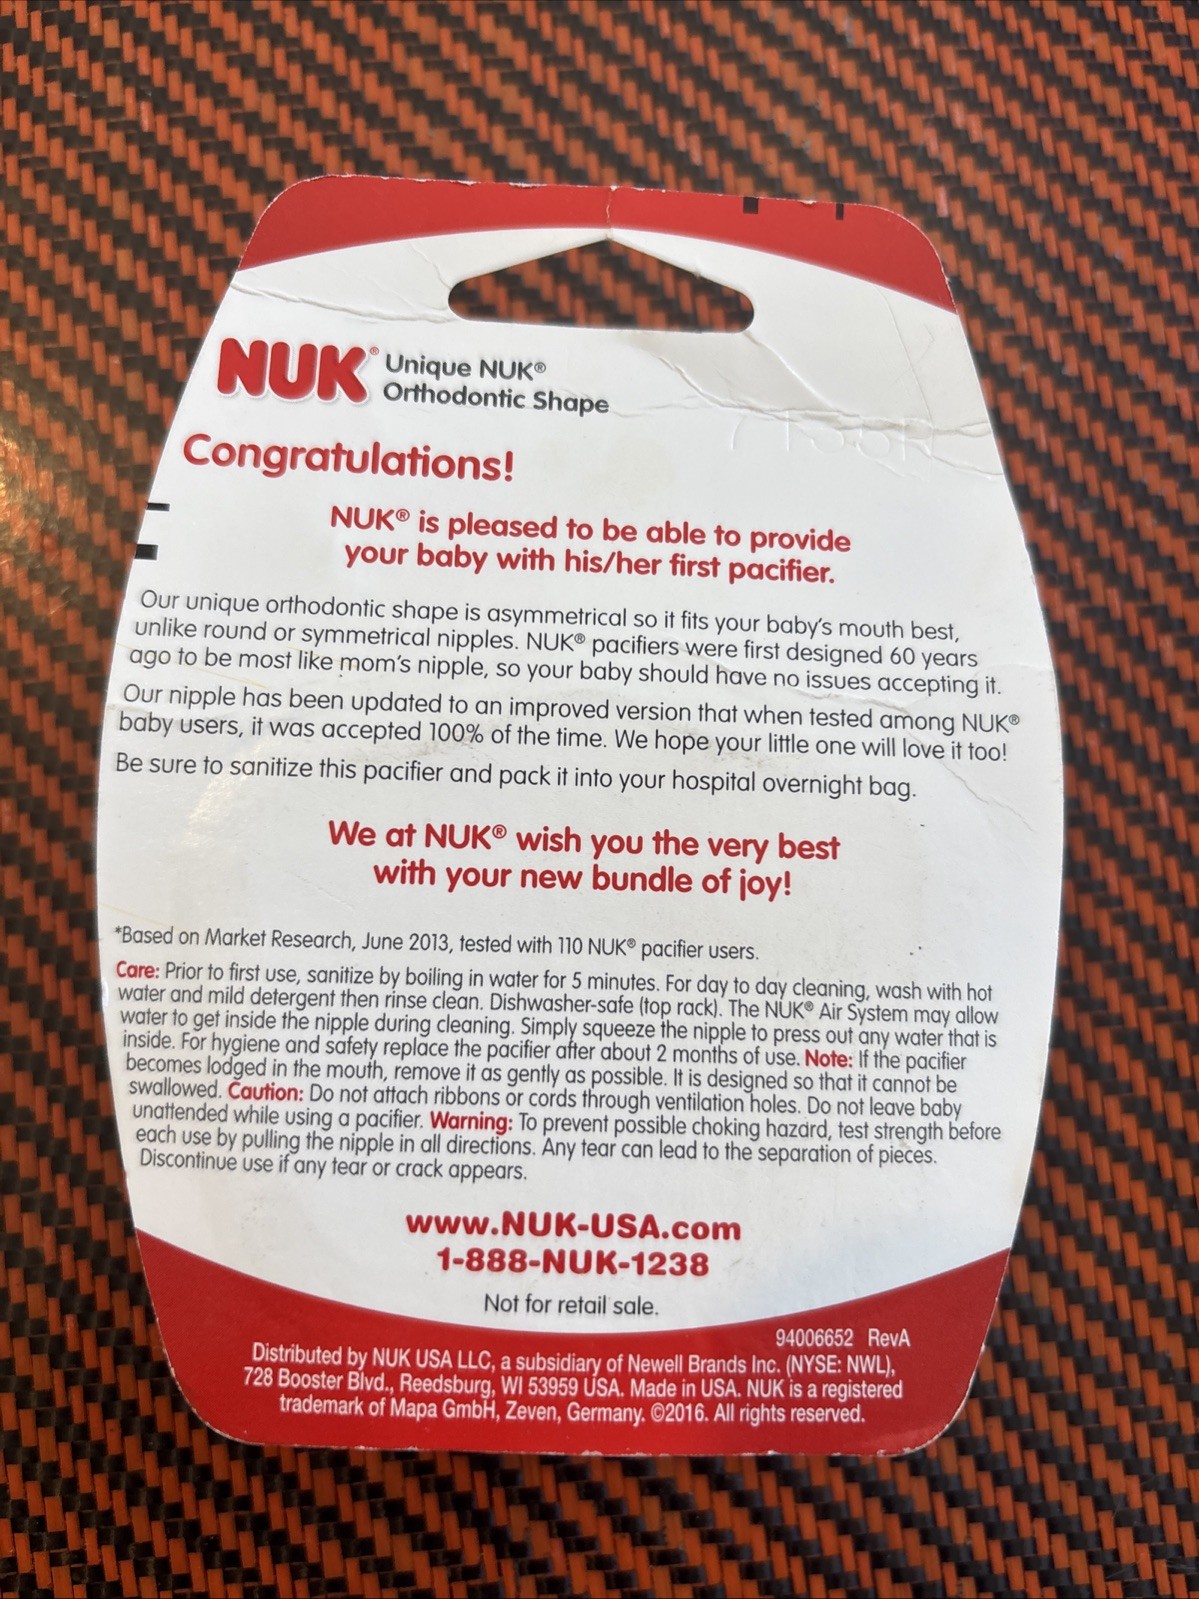 NUK® Unique NUK®
Orthodontic Shape
Congratulations!
NUK® is pleased to be able to provide
your baby with his/her first pacifier.
Our unique orthodontic shape is asymmetrical so it fits your baby's mouth best,
unlike round or symmetrical nipples. NUK® pacifiers were first designed 60 years
ago to be most like mom's nipple, so your baby should have no issues accepting it.
Our nipple has been updated to an improved version that when tested among NUK®
baby users, it was accepted 100% of the time. We hope your little one will love it too!
Be sure to sanitize this pacifier and pack it into your hospital overnight bag.
We at NUK® wish you the very best
with your new bundle of joy!
*Based on Market Research, June 2013, tested with 110 NUK® pacifier users.
Care: Prior to first use, sanitize by boiling in water for 5 minutes. For day to day cleaning, wash with hot
water and mild detergent then rinse clean. Dishwasher-safe (top rack). The NUK® Air System may allow
water to get inside the nipple during cleaning. Simply squeeze the nipple to press out any water that is
inside. For hygiene and safety replace the pacifier after about 2 months of use. Note: If the pacifier
becomes lodged in the mouth, remove it as gently as possible. It is designed so that it cannot be
swallowed. Caution: Do not attach ribbons or cords through ventilation holes. Do not leave baby
unattended while using a pacifier. Warning: To prevent possible choking hazard, test strength before
each use by pulling the nipple in all directions. Any tear can lead to the separation of pieces.
Discontinue use if any tear or crack appears.
www.NUK-USA.com
1-888-NUK-1238
Not for retail sale.
94006652 RevA
Distributed by NUK USA LLC, a subsidiary of Newell Brands Inc. (NYSE: NWL),
728 Booster Blvd., Reedsburg, WI 53959 USA. Made in USA. NUK is a registered
trademark of Mapa GmbH, Zeven, Germany. ©2016. All rights reserved.